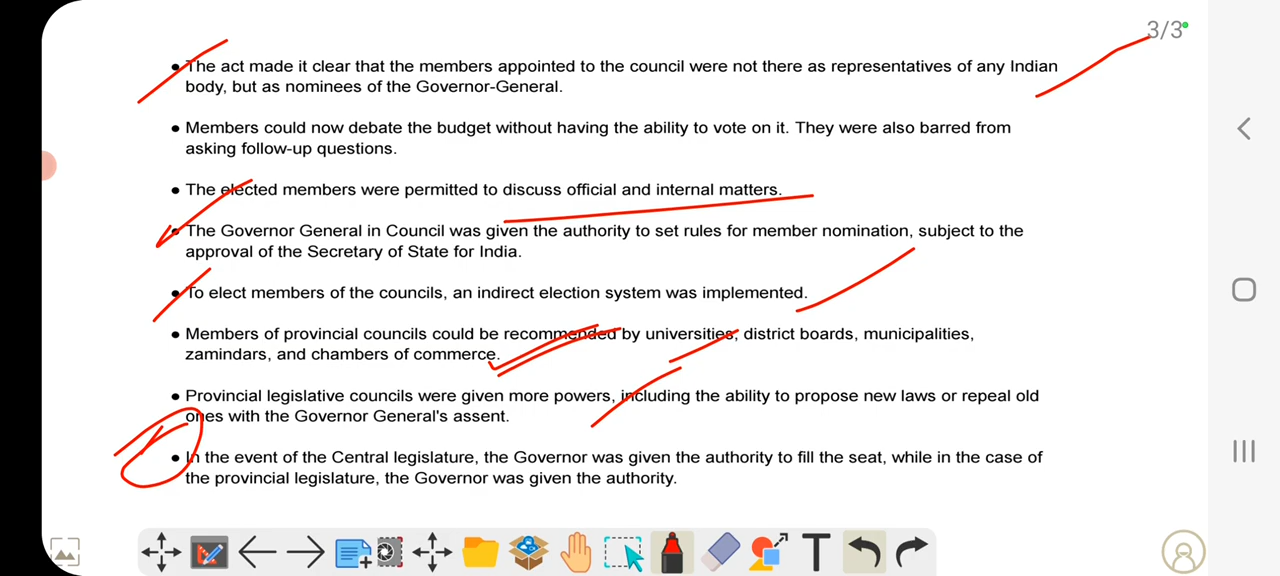 3/3
● The act made it clear that the members appointed to the council were not there as representatives of any Indian
body, but as nominees of the Governor-General.
● Members could now debate the budget without having the ability to vote on it. They were also barred from
asking follow-up questions.
● The elected members were permitted to discuss official and internal matters.
● The Governor General in Council was given the authority to set rules for member nomination, subject to the
approval of the Secretary of State for India.
● To elect members of the councils, an indirect election system was implemented.
● Members of provincial councils could be recommended by universities, district boards, municipalities,
zamindars, and chambers of commerce.
● Provincial legislative councils were given more powers, including the ability to propose new laws or repeal old
ones with the Governor General's assent.
● In the event of the Central legislature, the Governor was given the authority to fill the seat, while in the case of
the provincial legislature, the Governor was given the authority.
T